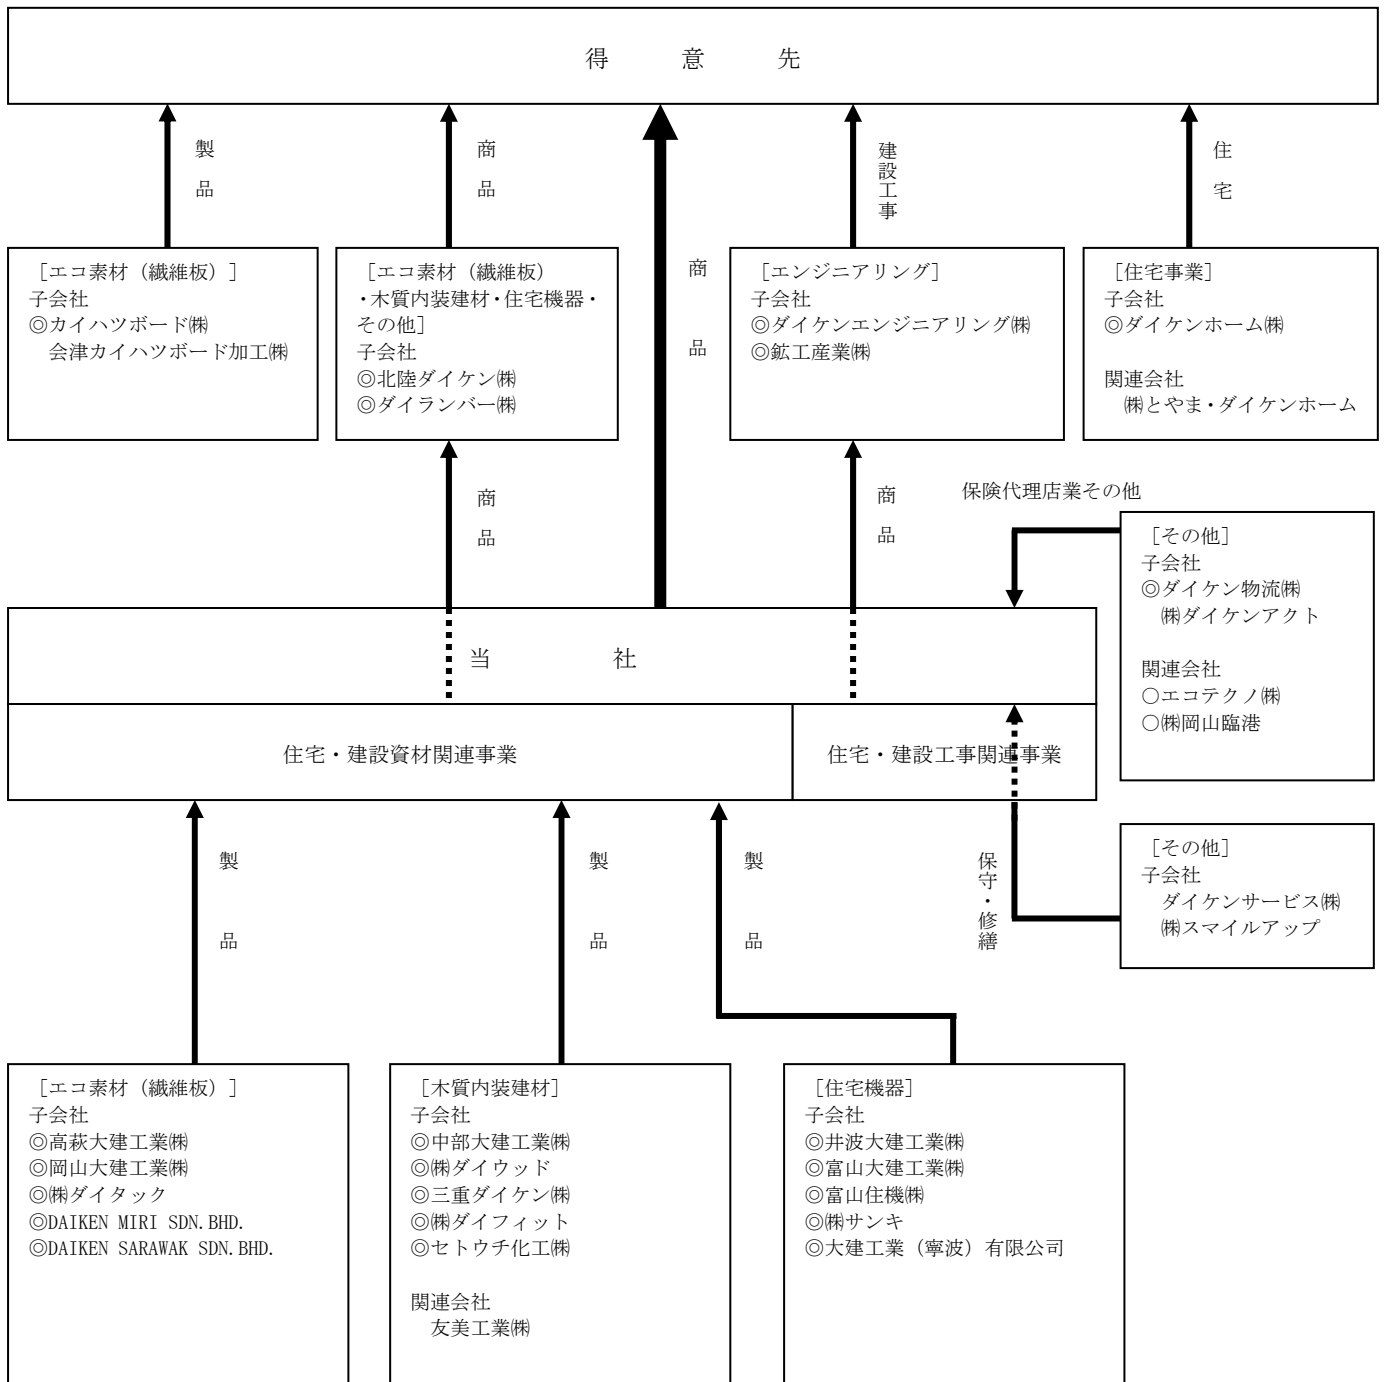 得意先
製品
商品
商品
建設工事
住宅
［エコ素材（繊維板）］
子会社
◎カイハツボード㈱
会津カイハツボード加工㈱
［エコ素材（繊維板）
・木質内装建材・住宅機器・
その他］
子会社
◎北陸ダイケン㈱
◎ダイランバー㈱
［エンジニアリング］
子会社
◎ダイケンエンジニアリング㈱
◎鉱工産業㈱
［住宅事業］
子会社
◎ダイケンホーム㈱
関連会社
㈱とやま・ダイケンホーム
商品
商品
保険代理店業その他
［その他］
子会社
◎ダイケン物流㈱
㈱ダイケンアクト
関連会社
○エコテクノ㈱
○㈱岡山臨港
当社
住宅・建設資材関連事業
住宅・建設工事関連事業
製品
製品
製品
保守・修繕
［その他］
子会社
ダイケンサービス㈱
㈱スマイルアップ
［エコ素材（繊維板）］
子会社
◎高萩大建工業㈱
◎岡山大建工業㈱
◎㈱ダイタック
◎DAIKEN MIRI SDN.BHD.
◎DAIKEN SARAWAK SDN.BHD.
［木質内装建材］
子会社
◎中部大建工業㈱
◎㈱ダイウッド
◎三重ダイケン㈱
◎㈱ダイフィット
◎セトウチ化工㈱
関連会社
友美工業㈱
［住宅機器］
子会社
◎井波大建工業㈱
◎富山大建工業㈱
◎富山住機㈱
◎㈱サンキ
◎大建工業（寧波）有限公司